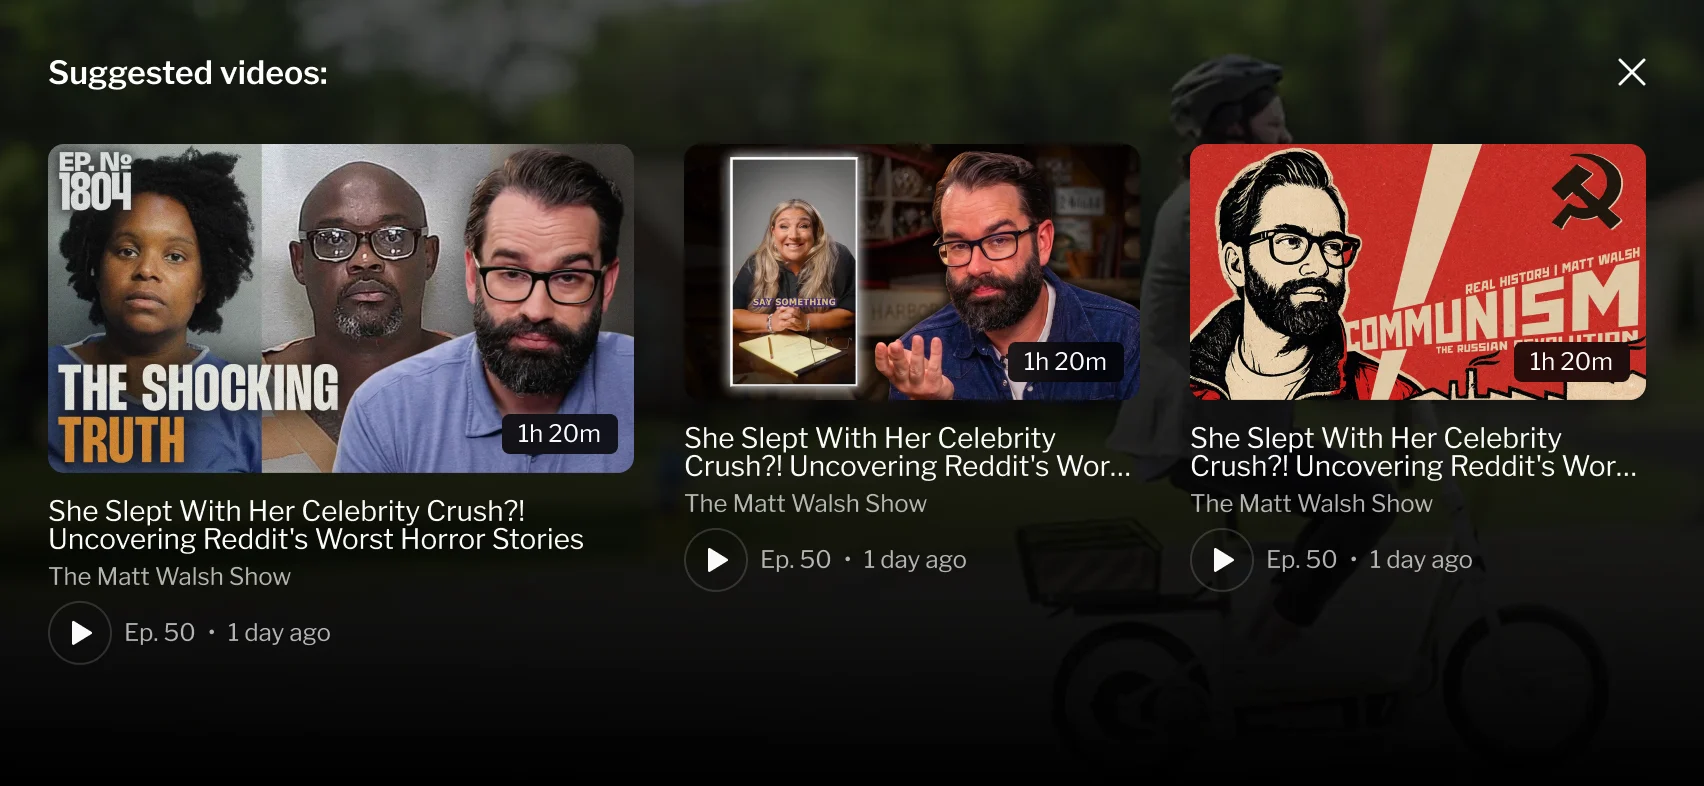 Suggested videos:
EP. Nº
1804
THE SHOCKING
TRUTH
1h 20m
She Slept With Her Celebrity Crush?!
Uncovering Reddit's Worst Horror Stories
The Matt Walsh Show
Ep. 50 • 1 day ago
SAY SOMETHING
HARBO
1h 20m
She Slept With Her Celebrity
Crush?! Uncovering Reddit's Wor...
The Matt Walsh Show
Ep. 50 • 1 day ago
REAL HISTORY | MATT WALSH
COMMUNISM
THE RUSSIAN REVOLUTION
1h 20m
She Slept With Her Celebrity
Crush?! Uncovering Reddit's Wor...
The Matt Walsh Show
Ep. 50 • 1 day ago